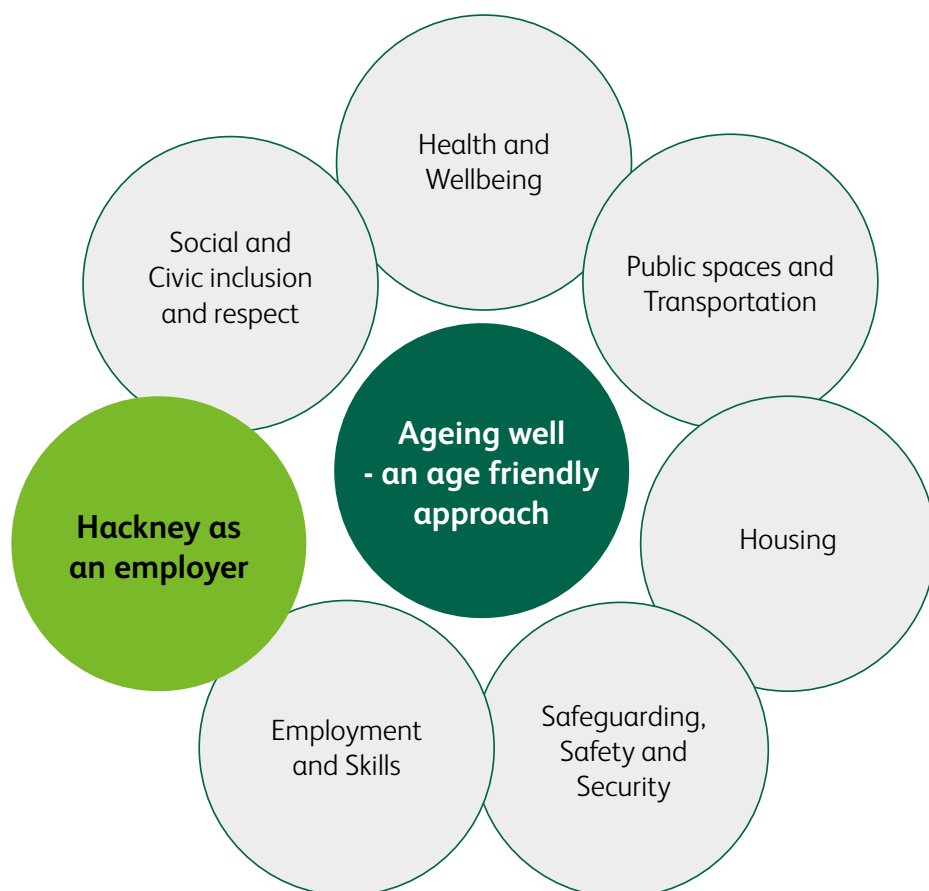 Health and
Wellbeing
Public spaces and
Transportation
Housing
Safeguarding,
Safety and
Security
Employment
and Skills
Hackney as
an employer
Social and
Civic inclusion
and respect
Ageing well
- an age friendly
approach